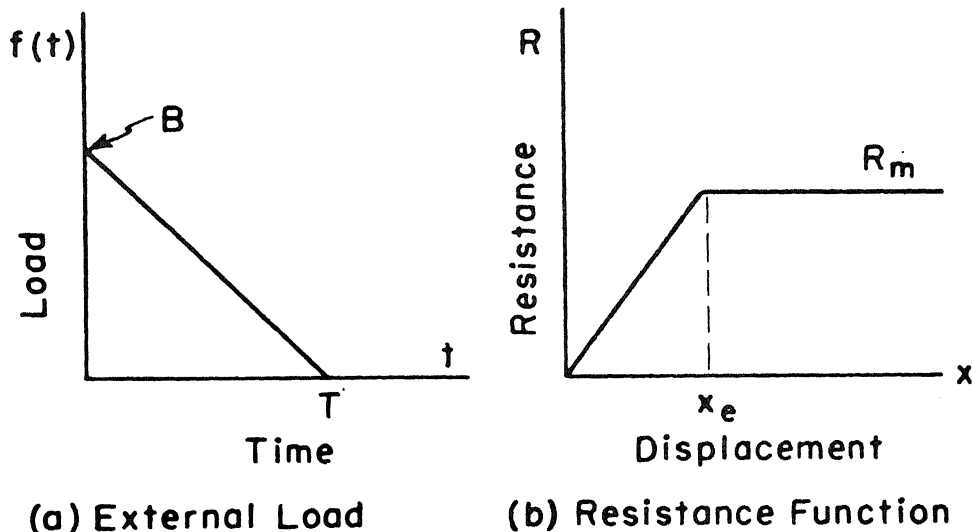 f(t)
B
Load
t
T
Time
(a) External Load
R
R_m
Resistance
x
x_e
Displacement
(b) Resistance Function